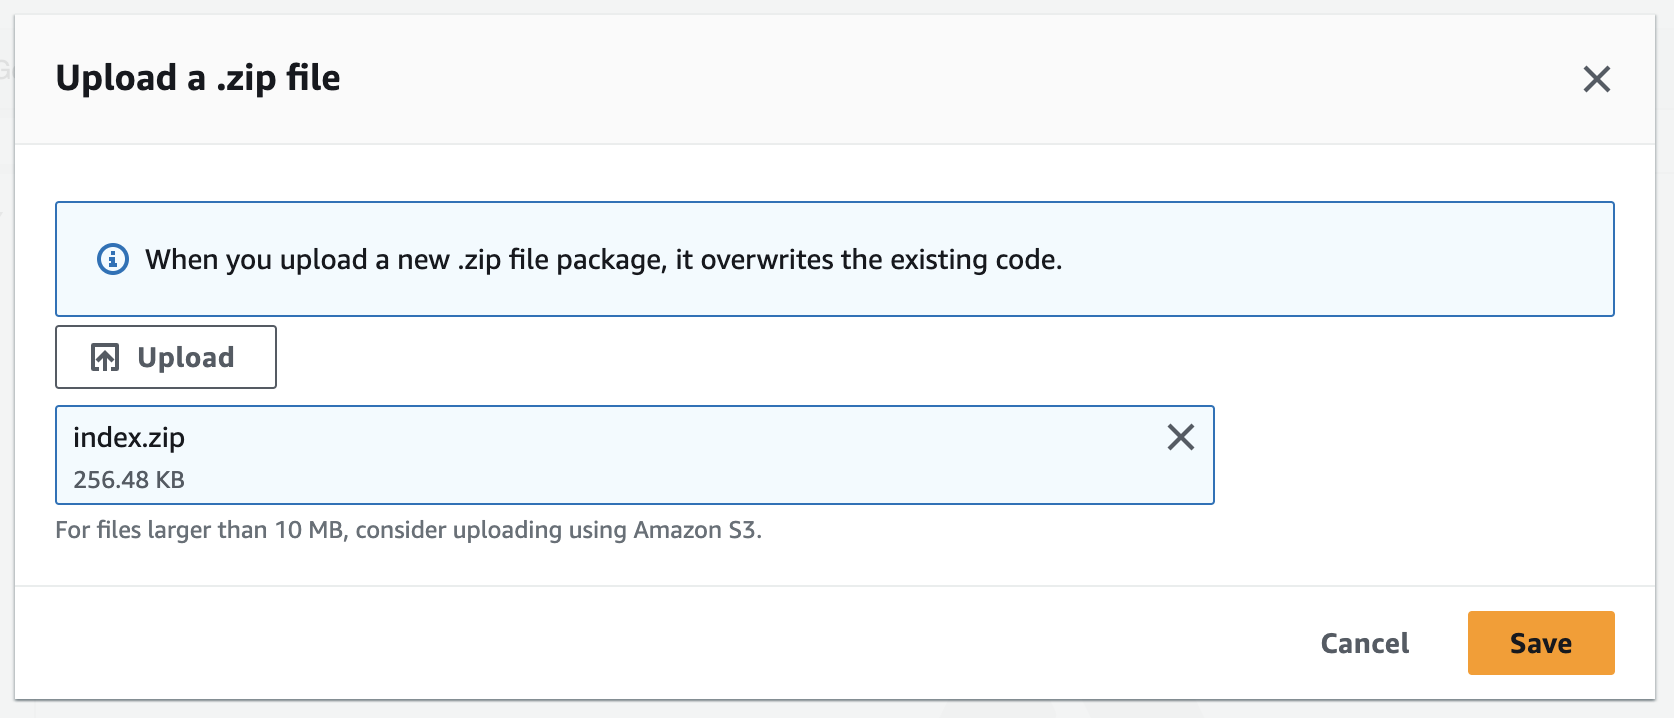 Upload a .zip file
When you upload a new .zip file package, it overwrites the existing code.
Upload
index.zip
256.48 KB
For files larger than 10 MB, consider uploading using Amazon S3.
Cancel
Save